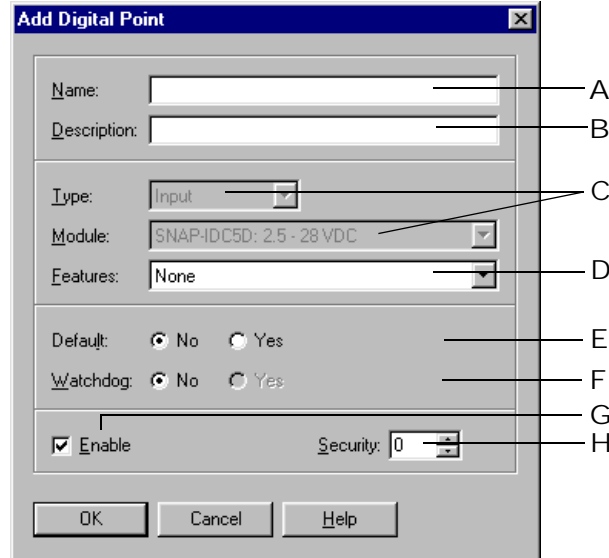 Add Digital Point
Name: A
Description: B
Type: Input C
Module: SNAP-IDC5D: 2.5 - 28 VDC
Features: None D
Default: No Yes E
Watchdog: No Yes F
G
Enable Security: 0 H
OK Cancel Help